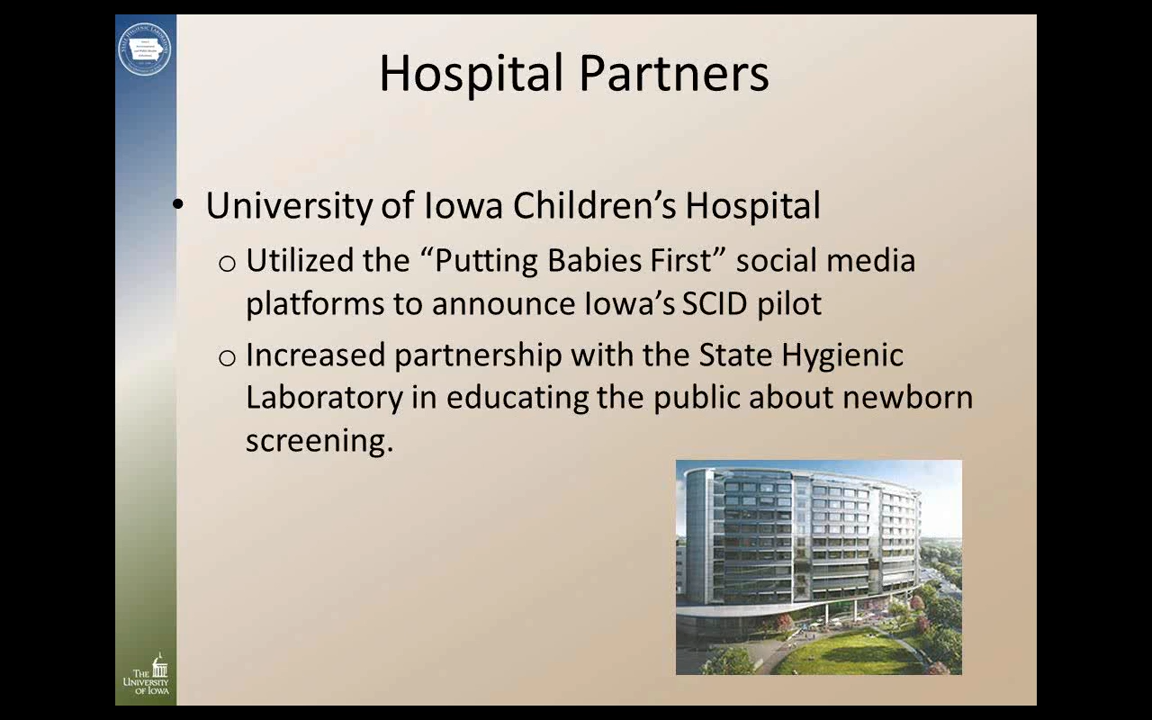 Hospital Partners
• University of Iowa Children's Hospital
o Utilized the “Putting Babies First” social media
platforms to announce Iowa's SCID pilot
o Increased partnership with the State Hygienic
Laboratory in educating the public about newborn
screening.
THE
UNIVERSITY
OF IOWA